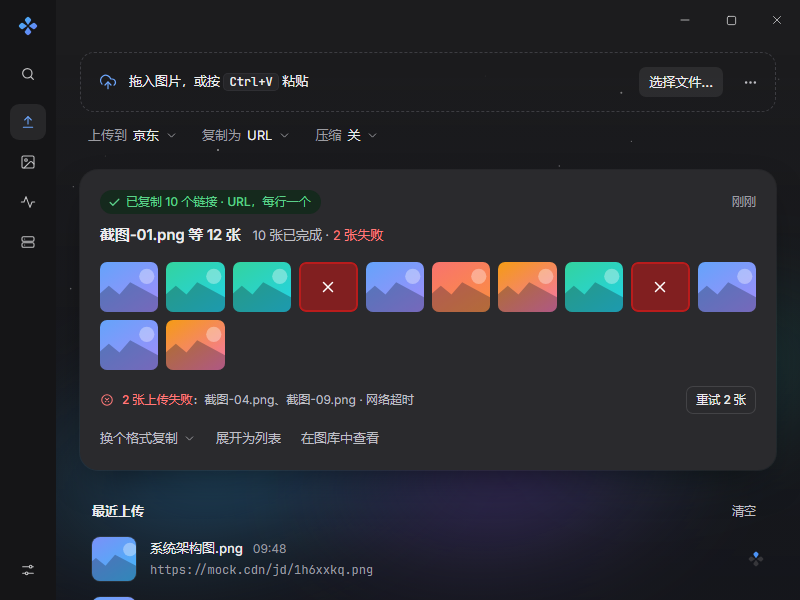 拖入图片，或按 Ctrl+V 粘贴
选择文件...
上传到 京东 复制为 URL 压缩 关
已复制 10 个链接 · URL，每行一个
刚刚
截图-01.png 等 12 张 10 张已完成 · 2 张失败
2 张上传失败：截图-04.png、截图-09.png · 网络超时
重试 2 张
换个格式复制 展开为列表 在图库中查看
最近上传
清空
系统架构图.png 09:48
https://mock.cdn/jd/1h6xxkq.png